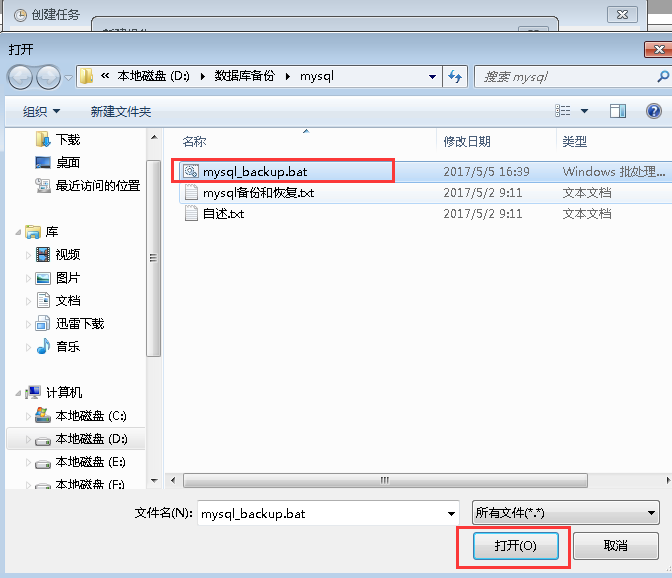 创建任务
打开
« 本地磁盘 (D:) 数据库备份 mysql
搜索 mysql
组织 新建文件夹
名称 修改日期 类型
下载
桌面
最近访问的位置
库
视频
图片
文档
迅雷下载
音乐
计算机
本地磁盘 (C:)
本地磁盘 (D:)
本地磁盘 (E:)
本地磁盘 (F:)
mysql_backup.bat 2017/5/5 16:39 Windows 批处理...
mysql备份和恢复.txt 2017/5/2 9:11 文本文档
自述.txt 2017/5/2 9:11 文本文档
文件名(N): mysql_backup.bat 所有文件(*.*)
打开(O) 取消